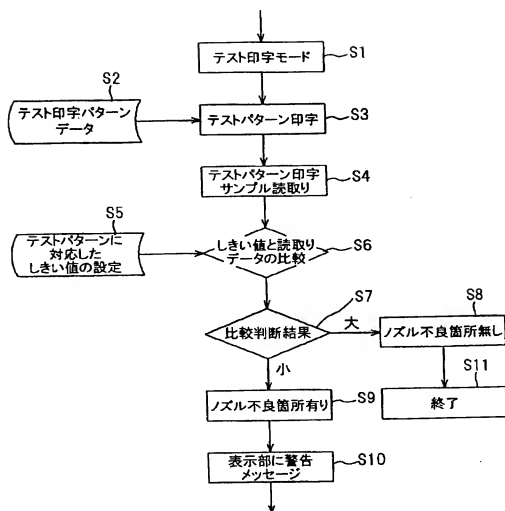 テスト印字モード
S1
S2
テスト印字パターン
データ
テストパターン印字
S3
テストパターン印字
サンプル読取り
S4
S5
テストパターンに
対応した
しきい値の設定
しきい値と読取り
データの比較
S6
比較判断結果
S7
大
S8
ノズル不良箇所無し
小
S11
終了
ノズル不良箇所有り
S9
表示部に警告
メッセージ
S10